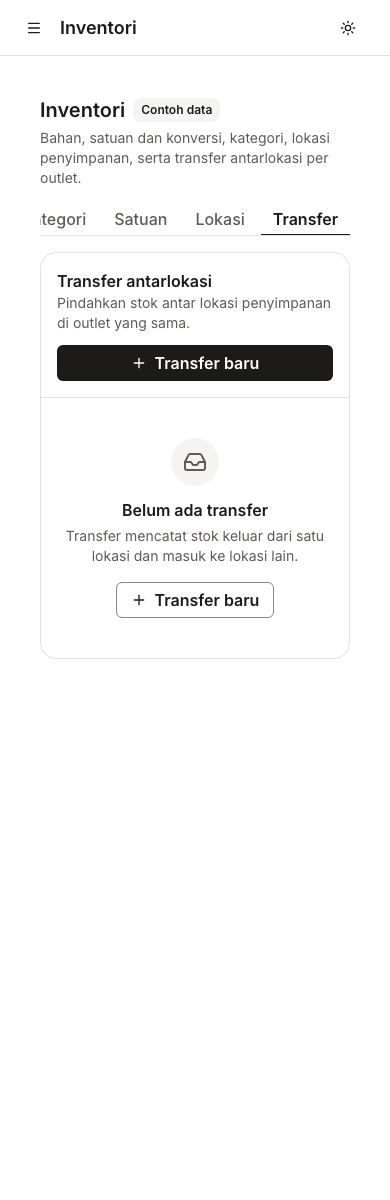 Inventori
Inventori
Contoh data
Bahan, satuan dan konversi, kategori, lokasi
penyimpanan, serta transfer antarlokasi per
outlet.
tegori Satuan Lokasi Transfer
Transfer antarlokasi
Pindahkan stok antar lokasi penyimpanan
di outlet yang sama.
+ Transfer baru
Belum ada transfer
Transfer mencatat stok keluar dari satu
lokasi dan masuk ke lokasi lain.
+ Transfer baru